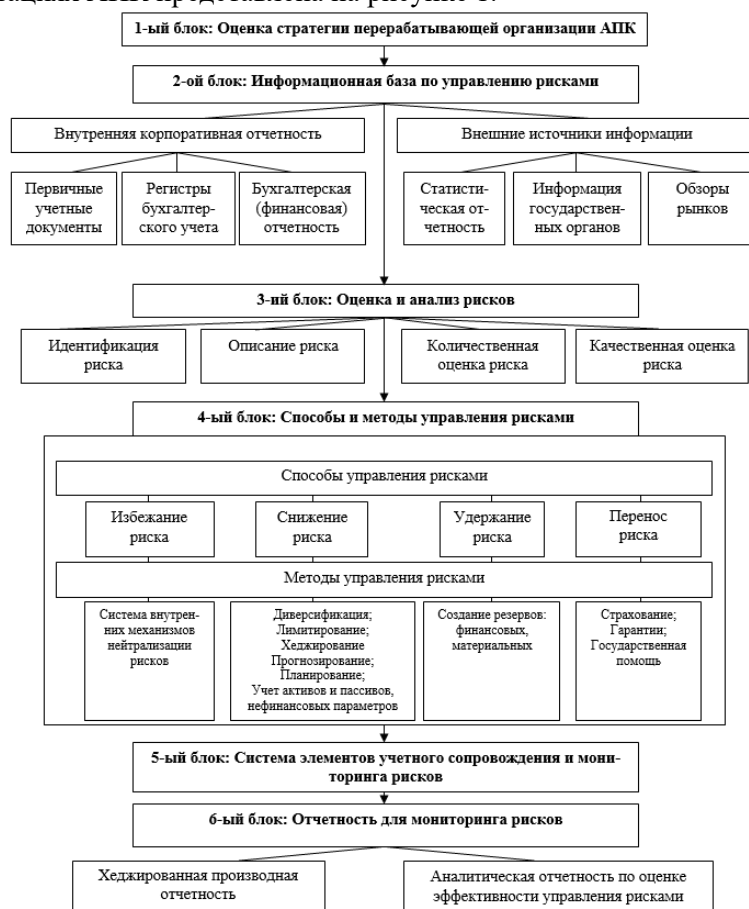 представлена на рисунке 1.
1-ый блок: Оценка стратегии перерабатывающей организации АПК
2-ой блок: Информационная база по управлению рисками
Внутренняя корпоративная отчетность
Внешние источники информации
Первичные
учетные
документы
Регистры
бухгалтер-
ского учета
Бухгалтерская
(финансовая)
отчетность
Статисти-
ческая от-
четность
Информация
государствен-
ных органов
Обзоры
рынков
3-ий блок: Оценка и анализ рисков
Идентификация
риска
Описание риска
Количественная
оценка риска
Качественная оценка
риска
4-ый блок: Способы и методы управления рисками
Способы управления рисками
Избежание
риска
Снижение
риска
Удержание
риска
Перенос
риска
Методы управления рисками
Система внутрен-
них механизмов
нейтрализации
рисков
Диверсификация;
Лимитирование;
Хеджирование
Прогнозирование;
Планирование;
Учет активов и пассивов,
нефинансовых параметров
Создание резервов:
финансовых,
материальных
Страхование;
Гарантии;
Государственная
помощь
5-ый блок: Система элементов учетного сопровождения и мони-
торинга рисков
6-ый блок: Отчетность для мониторинга рисков
Хеджированная производная
отчетность
Аналитическая отчетность по оценке
эффективности управления рисками